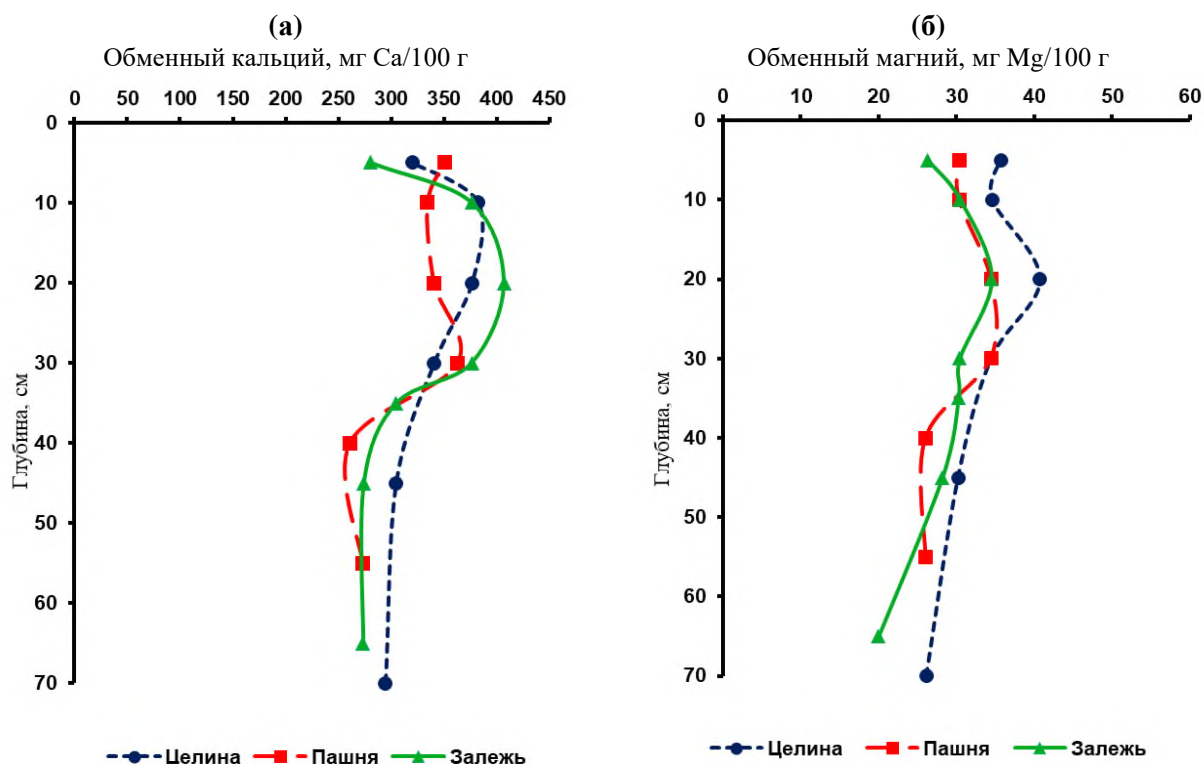 (а)
Обменный кальций, мг Ca/100 г
0 50 100 150 200 250 300 350 400 450
0
10
20
30
40
50
60
70
Глубина, см
Целина Пашня Залежь
(б)
Обменный магний, мг Mg/100 г
0 10 20 30 40 50 60
0
10
20
30
40
50
60
70
Глубина, см
Целина Пашня Залежь